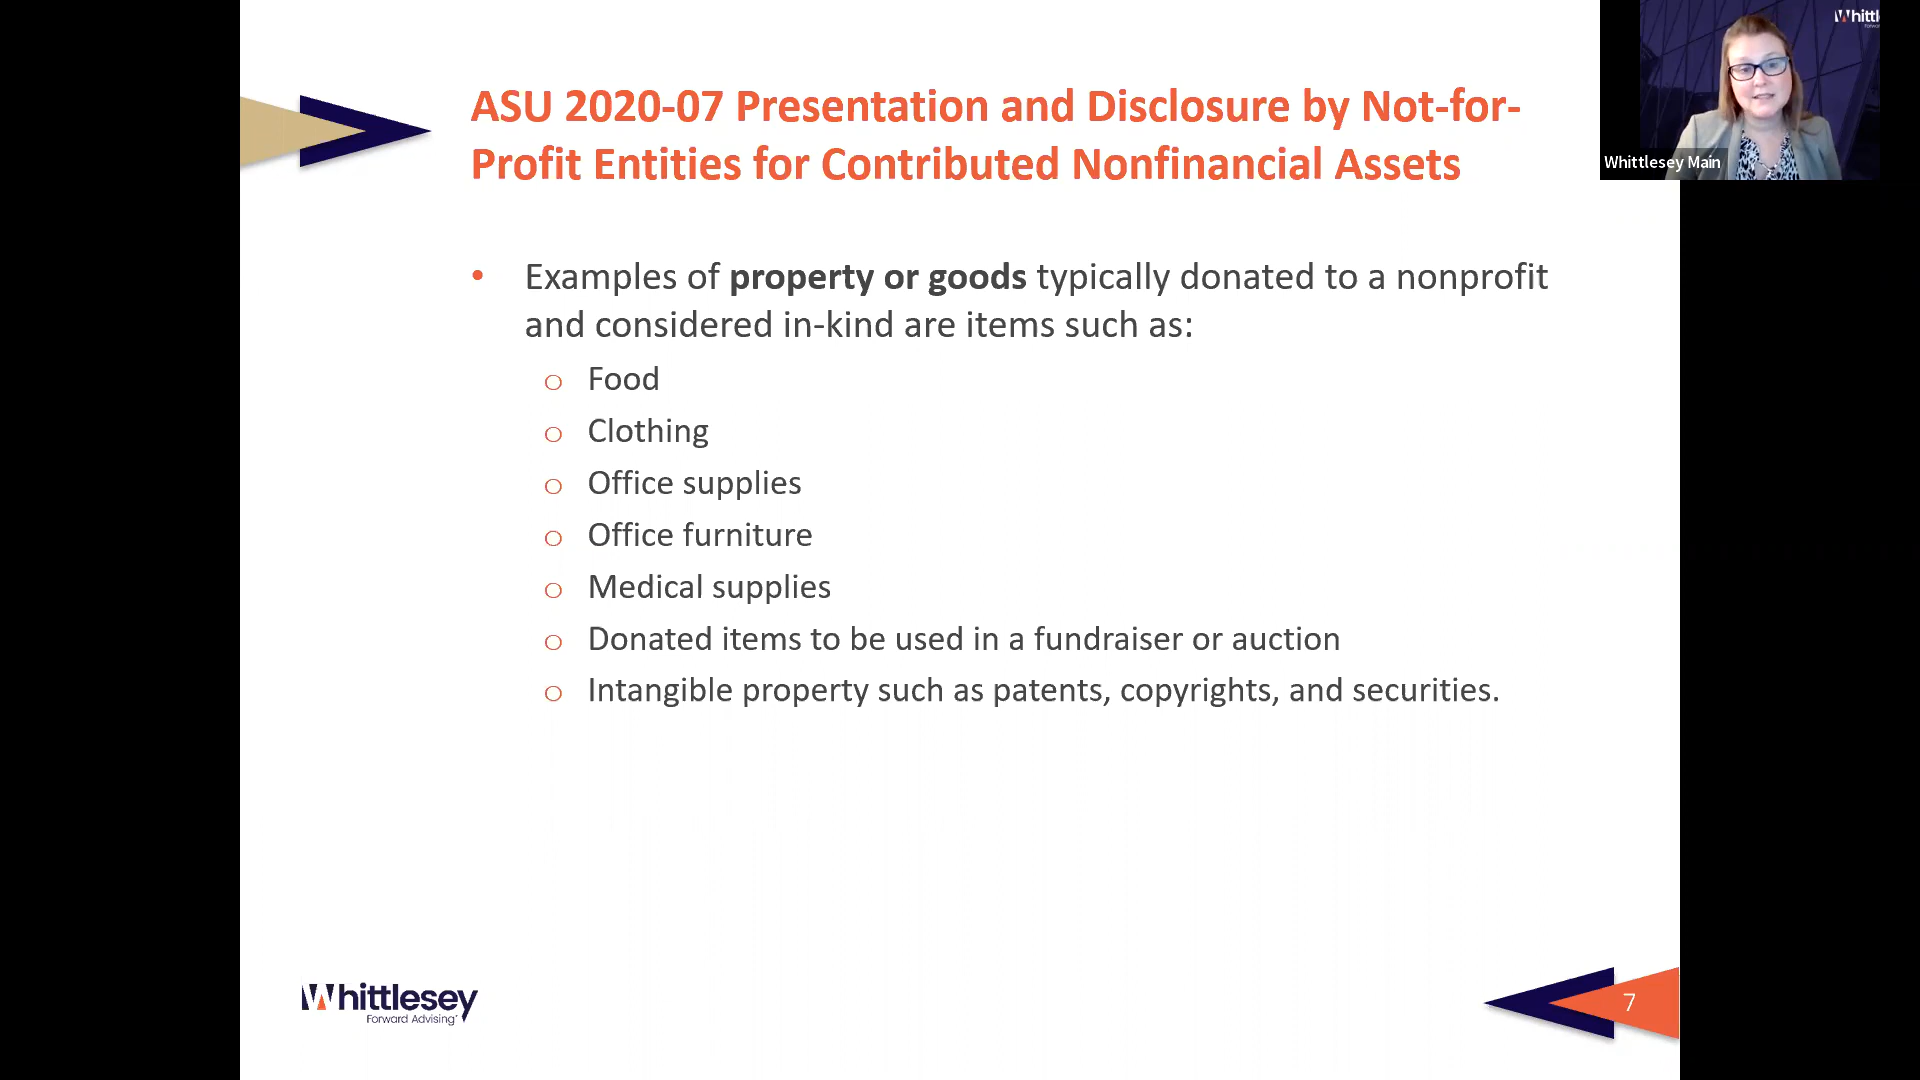 ASU 2020-07 Presentation and Disclosure by Not-for-
Profit Entities for Contributed Nonfinancial Assets
Whittl
Whittlesey Main
• Examples of property or goods typically donated to a nonprofit
and considered in-kind are items such as:
o Food
o Clothing
o Office supplies
o Office furniture
o Medical supplies
o Donated items to be used in a fundraiser or auction
o Intangible property such as patents, copyrights, and securities.
Whittlesey
Forward Advising
7